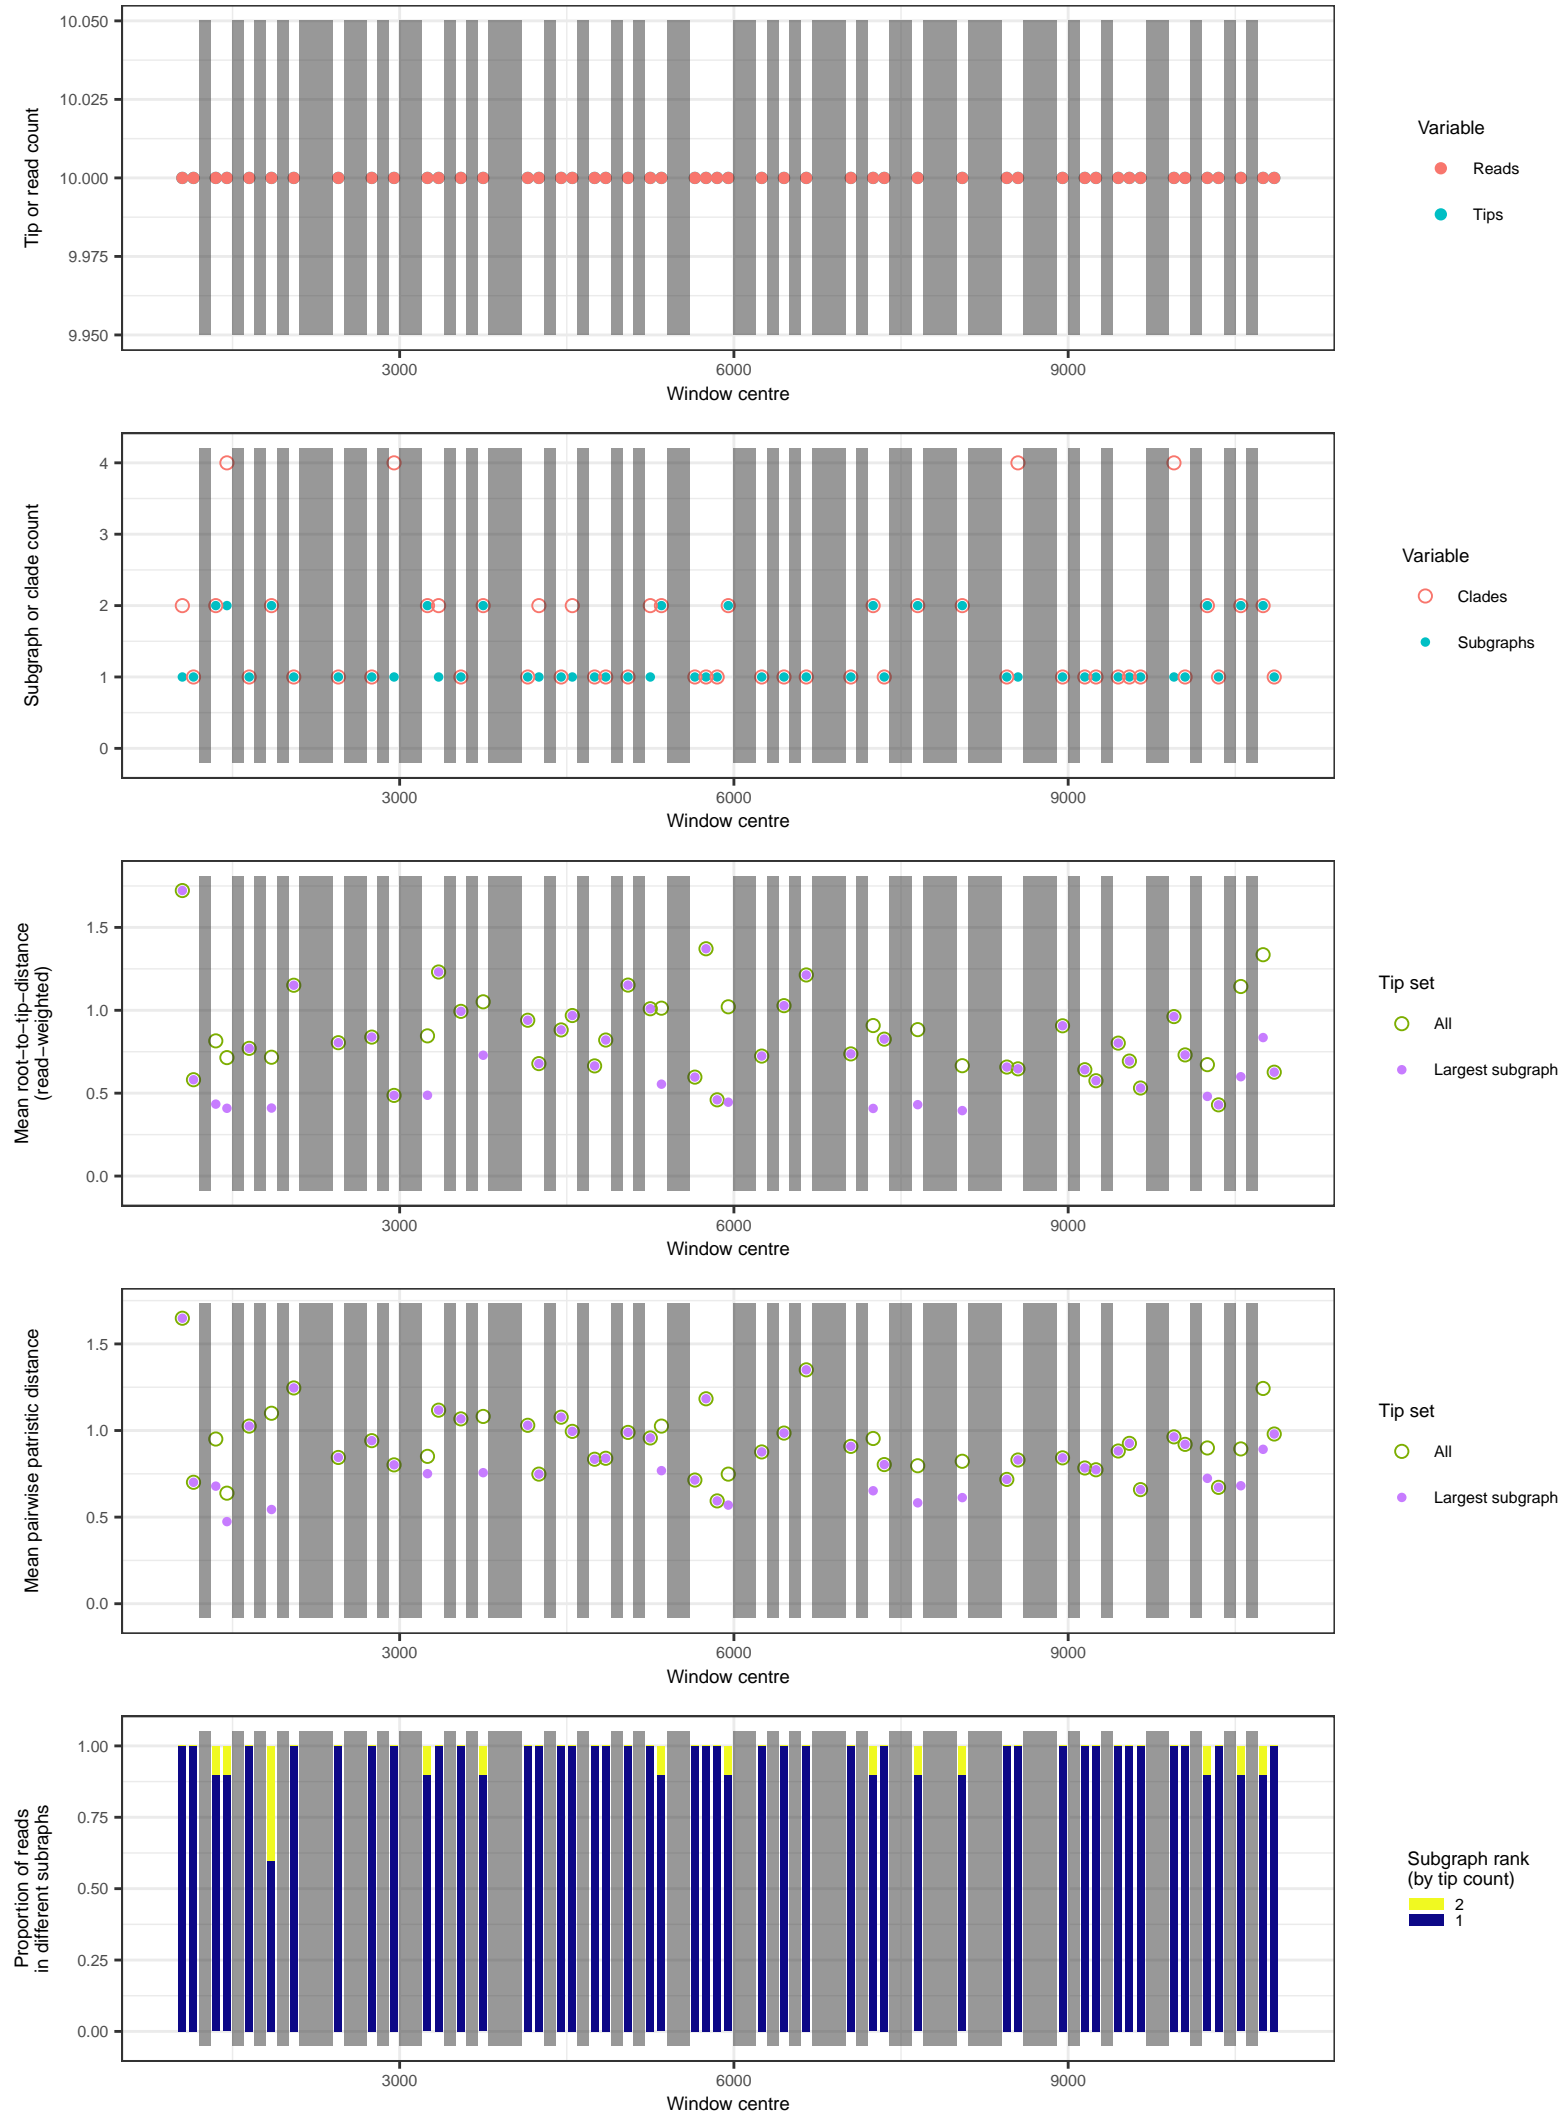 10.050
10.025
10.000
9.975
9.950
Tip or read count
3000
6000
9000
Window centre
Variable
Reads
Tips
4
3
2
1
0
Subgraph or clade count
3000
6000
9000
Window centre
Variable
Clades
Subgraphs
1.5
1.0
0.5
0.0
Mean root−to−tip−distance
(read−weighted)
3000
6000
9000
Window centre
Tip set
All
Largest subgraph
1.5
1.0
0.5
0.0
Mean pairwise patristic distance
3000
6000
9000
Window centre
Tip set
All
Largest subgraph
1.00
0.75
0.50
0.25
0.00
Proportion of reads
in different subraphs
3000
6000
9000
Window centre
Subgraph rank
(by tip count)
2
1